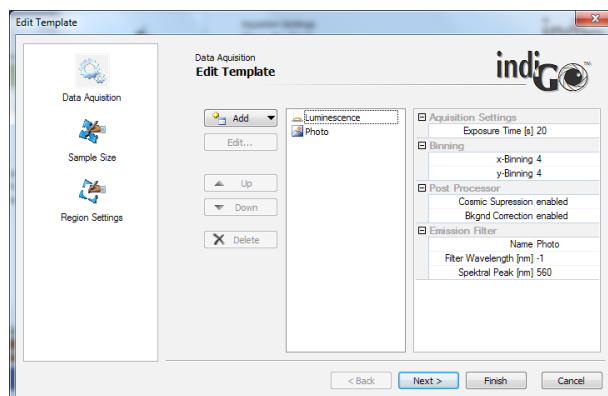 Edit Template
Data Aquisition
Edit Template
indiGO™
Data Aquisition
Sample Size
Region Settings
Add
Edit...
Up
Down
Delete
Luminescence
Photo
Aquisition Settings
Exposure Time [s] 20
Binning
x-Binning 4
y-Binning 4
Post Processor
Cosmic Supression enabled
Bkgnd Correction enabled
Emission Filter
Name Photo
Filter Wavelength [nm] -1
Spektral Peak [nm] 560
< Back
Next >
Finish
Cancel